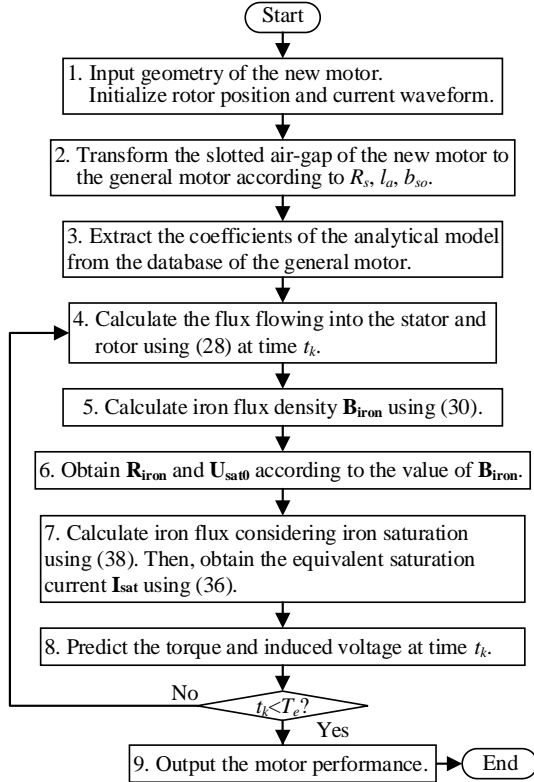 Start
1. Input geometry of the new motor.
Initialize rotor position and current waveform.
2. Transform the slotted air-gap of the new motor to
the general motor according to Rs, la, bso.
3. Extract the coefficients of the analytical model
from the database of the general motor.
4. Calculate the flux flowing into the stator and
rotor using (28) at time tk.
5. Calculate iron flux density Biron using (30).
6. Obtain Riron and Usat0 according to the value of Biron.
7. Calculate iron flux considering iron saturation
using (38). Then, obtain the equivalent saturation
current Isat using (36).
8. Predict the torque and induced voltage at time tk.
No
tk<Te?
Yes
9. Output the motor performance.
End